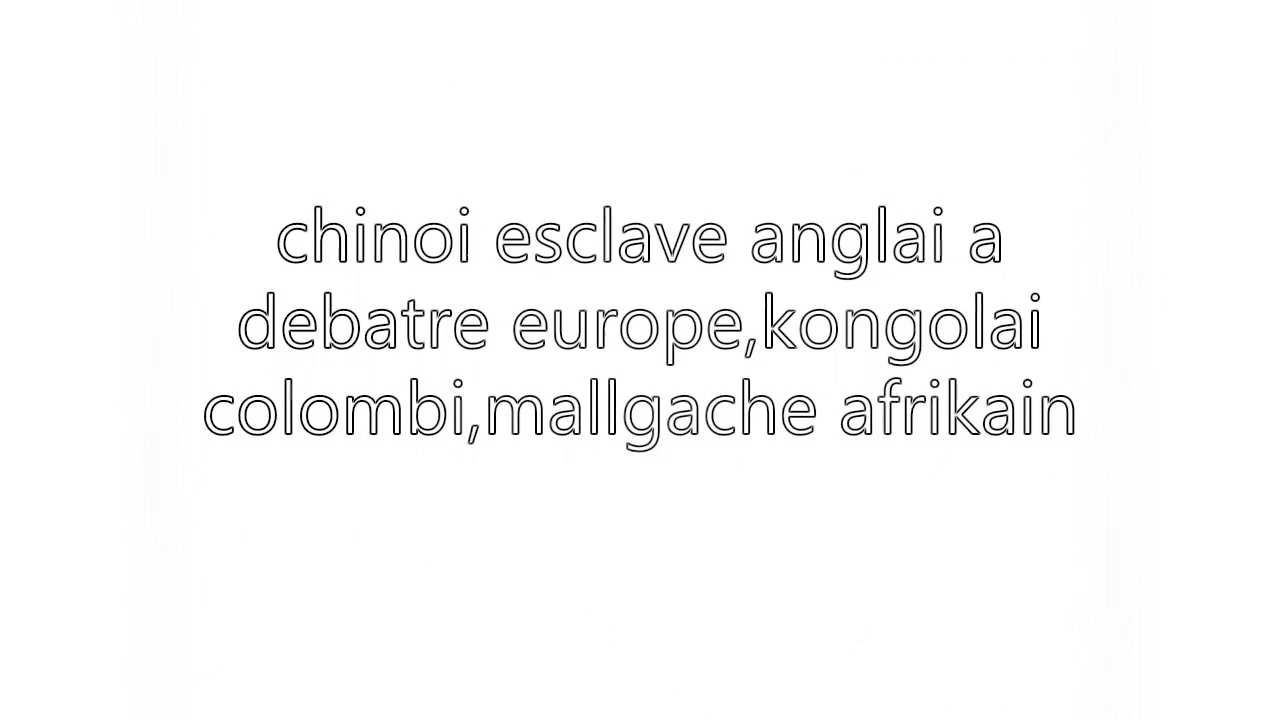 chinoi esclave anglai a
debatre europe,kongolai
colombi,mallgache afrikain